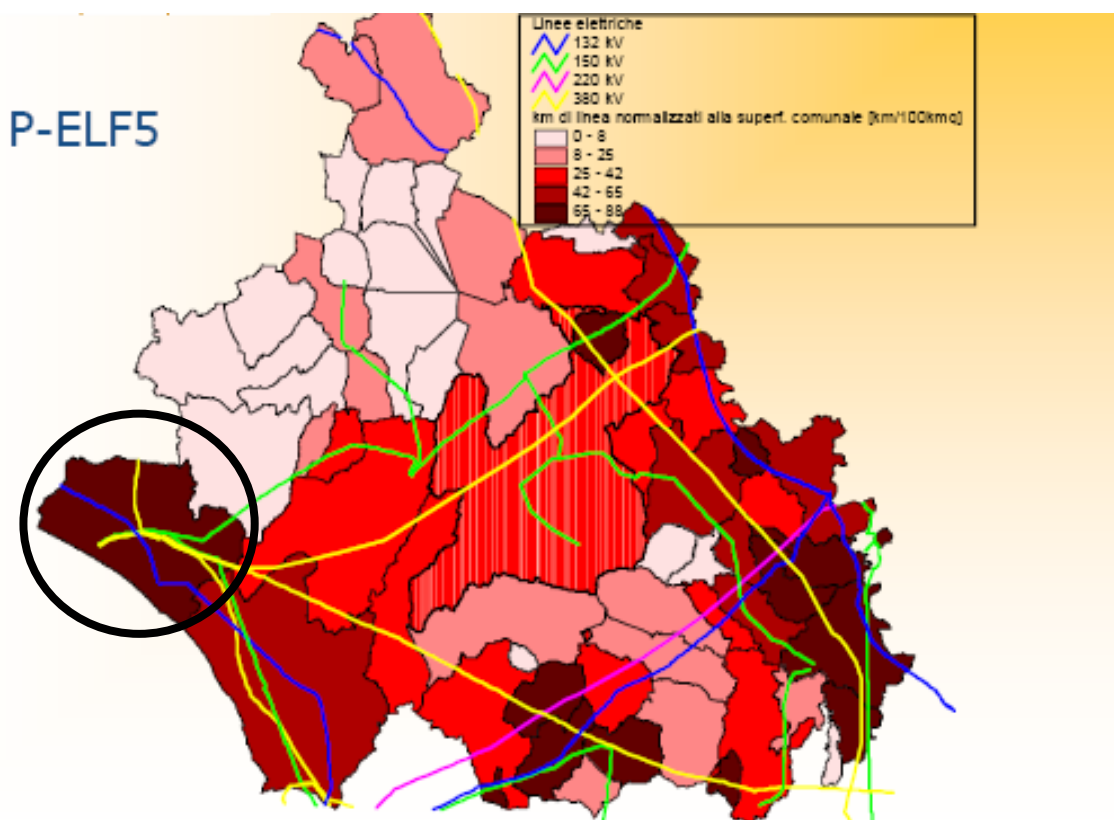 P-ELF5
Linee elettriche
132 kV
150 kV
220 kV
380 kV
km di linea normalizzati alla superf. comunale [km/100kmq]
0 - 8
8 - 25
25 - 42
42 - 65
65 - 88